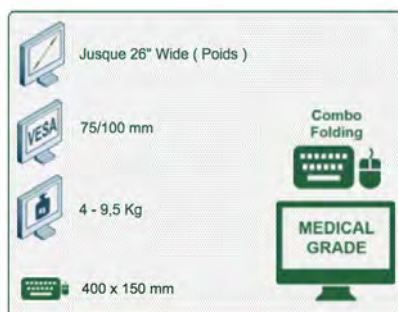 Jusque 26" Wide ( Poids )
VESA
75/100 mm
Combo
Folding
KG
4 - 9,5 Kg
MEDICAL
GRADE
400 x 150 mm